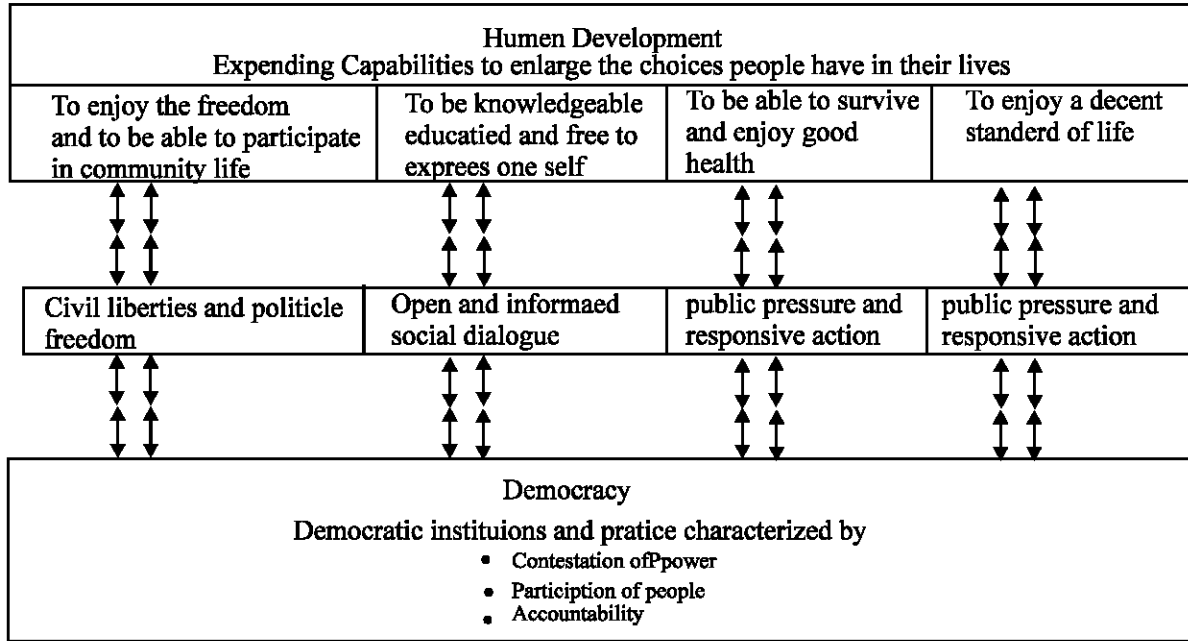 Humen Development
Expending Capabilities to enlarge the choices people have in their lives
To enjoy the freedom
and to be able to participate
in community life
To be knowledgeable
educatied and free to
exprees one self
To be able to survive
and enjoy good
health
To enjoy a decent
standerd of life
Civil liberties and politicle
freedom
Open and informaed
social dialogue
public pressure and
responsive action
public pressure and
responsive action
Democracy
Democratic instituions and pratice characterized by
• Contestation ofPpower
• Particiption of people
• Accountability